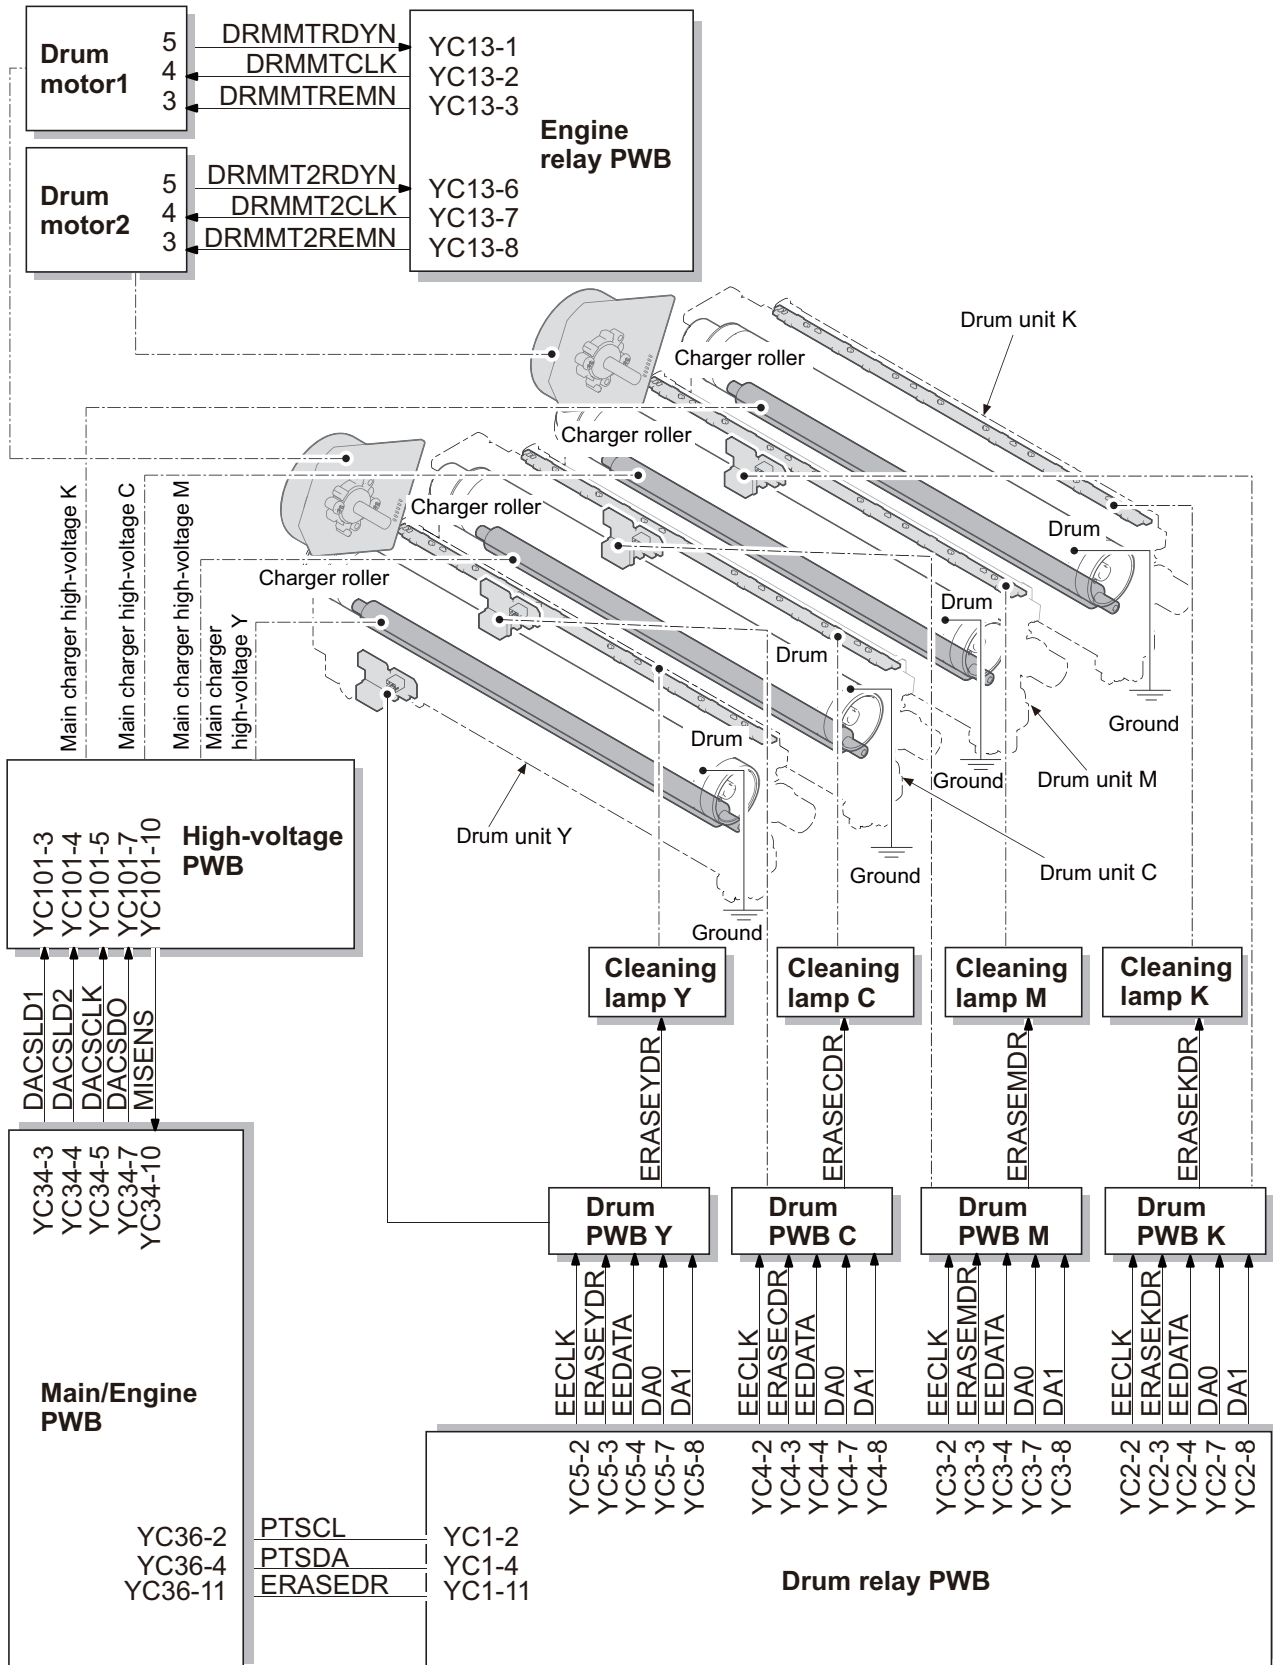 Drum
motor1
5
4
3
DRMMTRDYN
DRMMTCLK
DRMMTREMN
YC13-1
YC13-2
YC13-3
Engine
relay PWB
Drum
motor2
5
4
3
DRMMT2RDYN
DRMMT2CLK
DRMMT2REMN
YC13-6
YC13-7
YC13-8
Drum unit K
Charger roller
Charger roller
Charger roller
Charger roller
Drum
Drum
Drum
Drum
Ground
Ground
Ground
Ground
Drum unit M
Drum unit C
Drum unit Y
Main charger high-voltage K
Main charger high-voltage C
Main charger high-voltage M
Main charger
high-voltage Y
YC101-3
YC101-4
YC101-5
YC101-7
YC101-10
High-voltage
PWB
DACSLD1
DACSLD2
DACSCLK
DACSDO
MISENS
YC34-3
YC34-4
YC34-5
YC34-7
YC34-10
Main/Engine
PWB
Cleaning
lamp Y
Cleaning
lamp C
Cleaning
lamp M
Cleaning
lamp K
ERASEYDR
ERASECDR
ERASEMDR
ERASEKDR
Drum
PWB Y
Drum
PWB C
Drum
PWB M
Drum
PWB K
EECLK
ERASEYDR
EEDATA
DA0
DA1
EECLK
ERASECDR
EEDATA
DA0
DA1
EECLK
ERASEMDR
EEDATA
DA0
DA1
EECLK
ERASEKDR
EEDATA
DA0
DA1
YC5-2
YC5-3
YC5-4
YC5-7
YC5-8
YC4-2
YC4-3
YC4-4
YC4-7
YC4-8
YC3-2
YC3-3
YC3-4
YC3-7
YC3-8
YC2-2
YC2-3
YC2-4
YC2-7
YC2-8
YC36-2
YC36-4
YC36-11
PTSCL
PTSDA
ERASEDR
YC1-2
YC1-4
YC1-11
Drum relay PWB